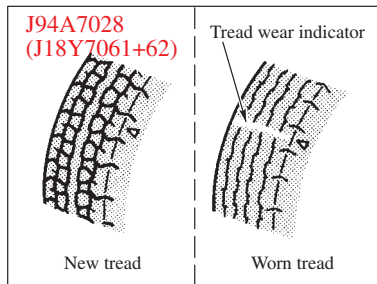 J94A7028
(J18Y7061+62)
Tread wear indicator
New tread
Worn tread